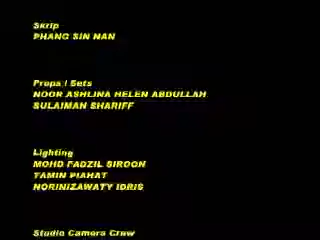 Skrip
PHANG SIN NAN
Props / Sets
NOOR ASHLINA HELEN ABDULLAH
SULAIMAN SHARIFF
Lighting
MOHD FADZIL SIROON
TAMIN PIAHAT
NORINIZAWATY IDRIS
Studio Camera Crew